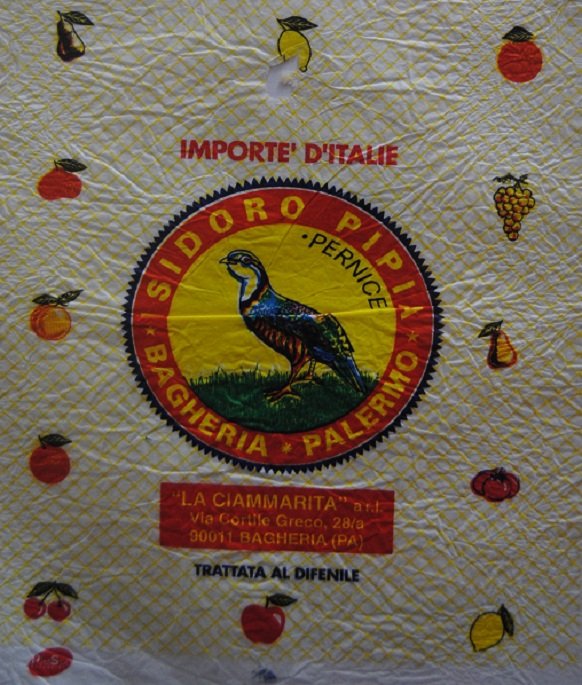 IMPORTE' D'ITALIE
ISIDORO PIPIA
• PERNICE
* BAGHERIA * PALERMO *
"LA CIAMMARITA" a r.l.
Via Cortile Greco, 28/a
90011 BAGHERIA (PA)
TRATTATA AL DIFENILE